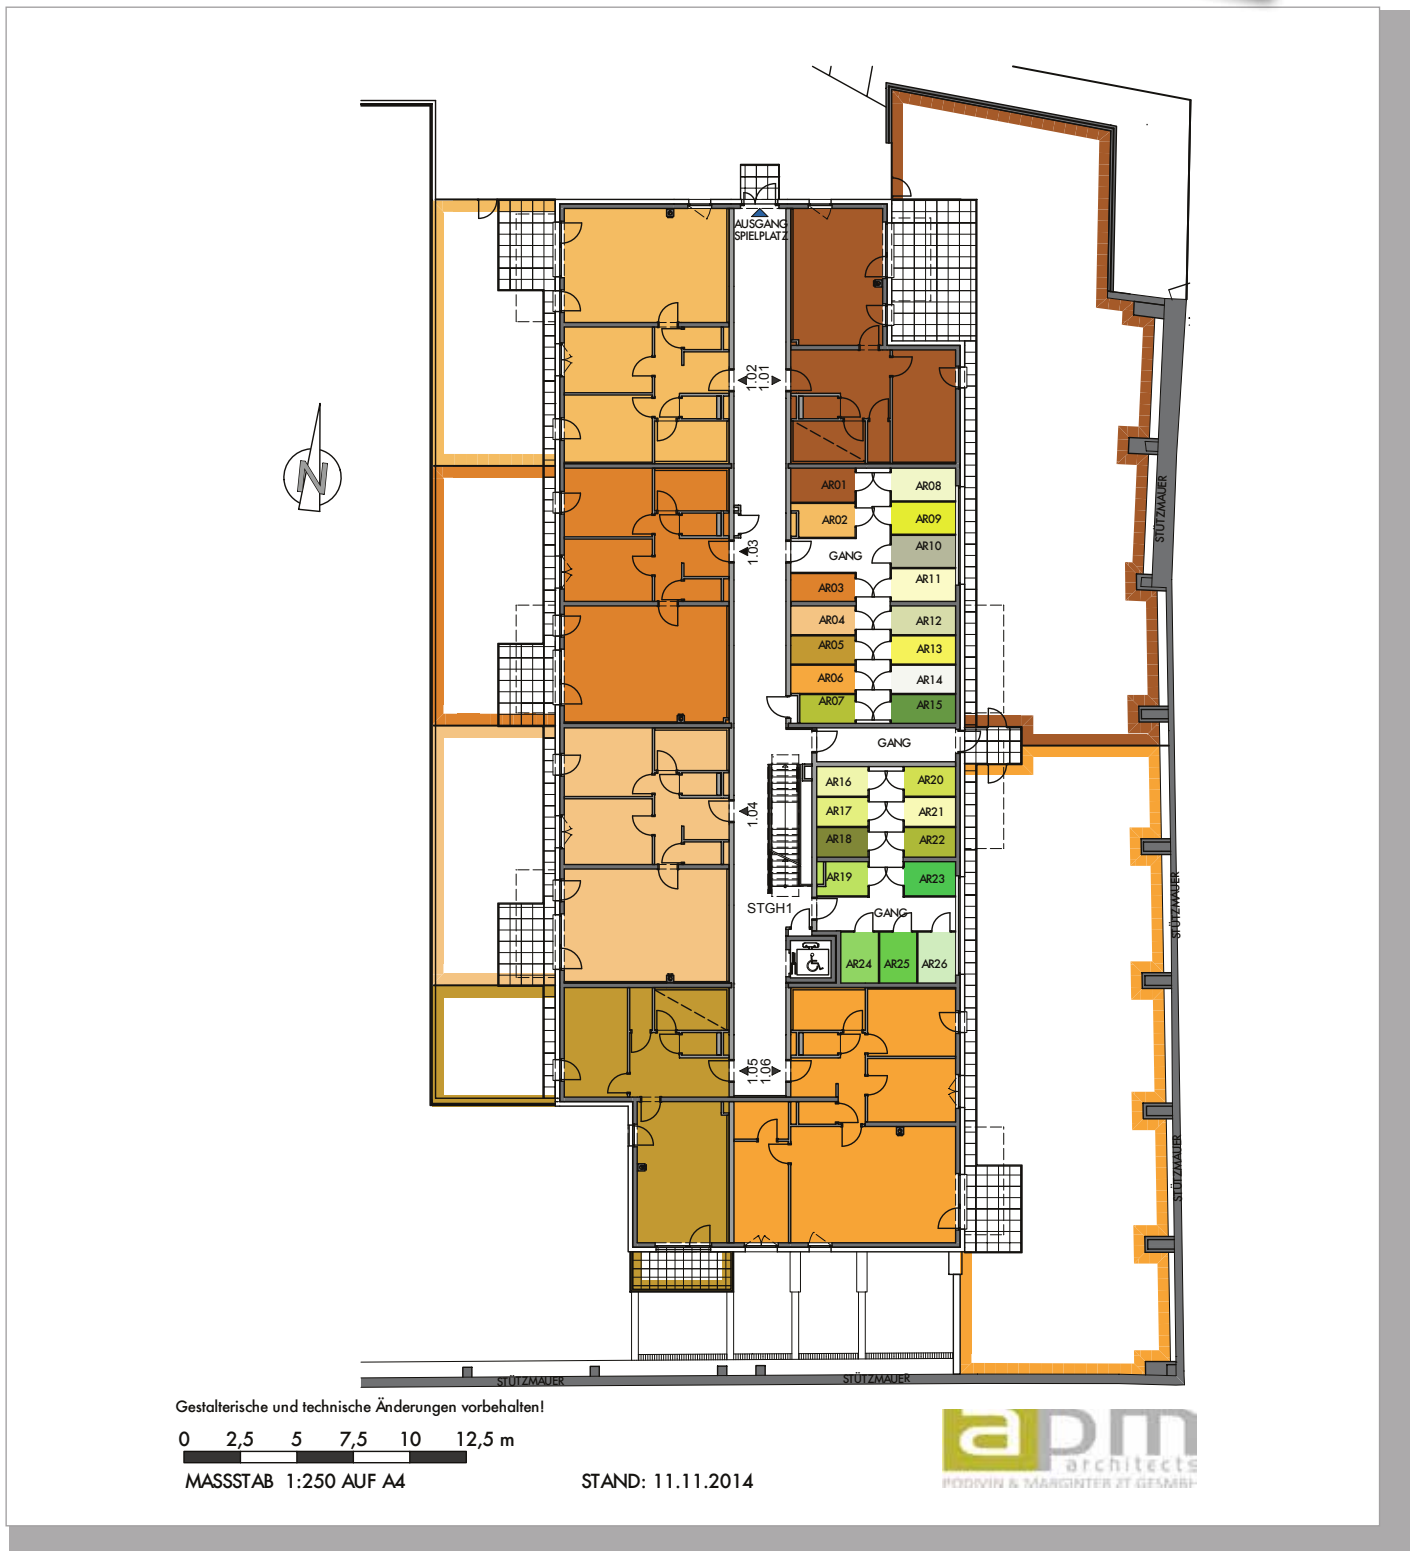 AUSGANG
SPIELPLATZ
1.02
1.01
N
AR01
AR08
AR02
AR09
STÜTZMAUER
1.03
GANG
AR10
AR03
AR11
AR04
AR12
AR05
AR13
AR06
AR14
AR07
AR15
GANG
AR16
AR20
1.04
AR17
AR21
AR18
AR22
AR19
AR23
STGH1
GANG
STÜTZMAUER
AR24
AR25
AR26
1.05
1.06
STÜTZMAUER
STÜTZMAUER
STÜTZMAUER
Gestalterische und technische Änderungen vorbehalten!
0 2,5 5 7,5 10 12,5 m
MASSSTAB 1:250 AUF A4
STAND: 11.11.2014
apm
architects
PODIVIN & MARGINTER ZT GESMBH